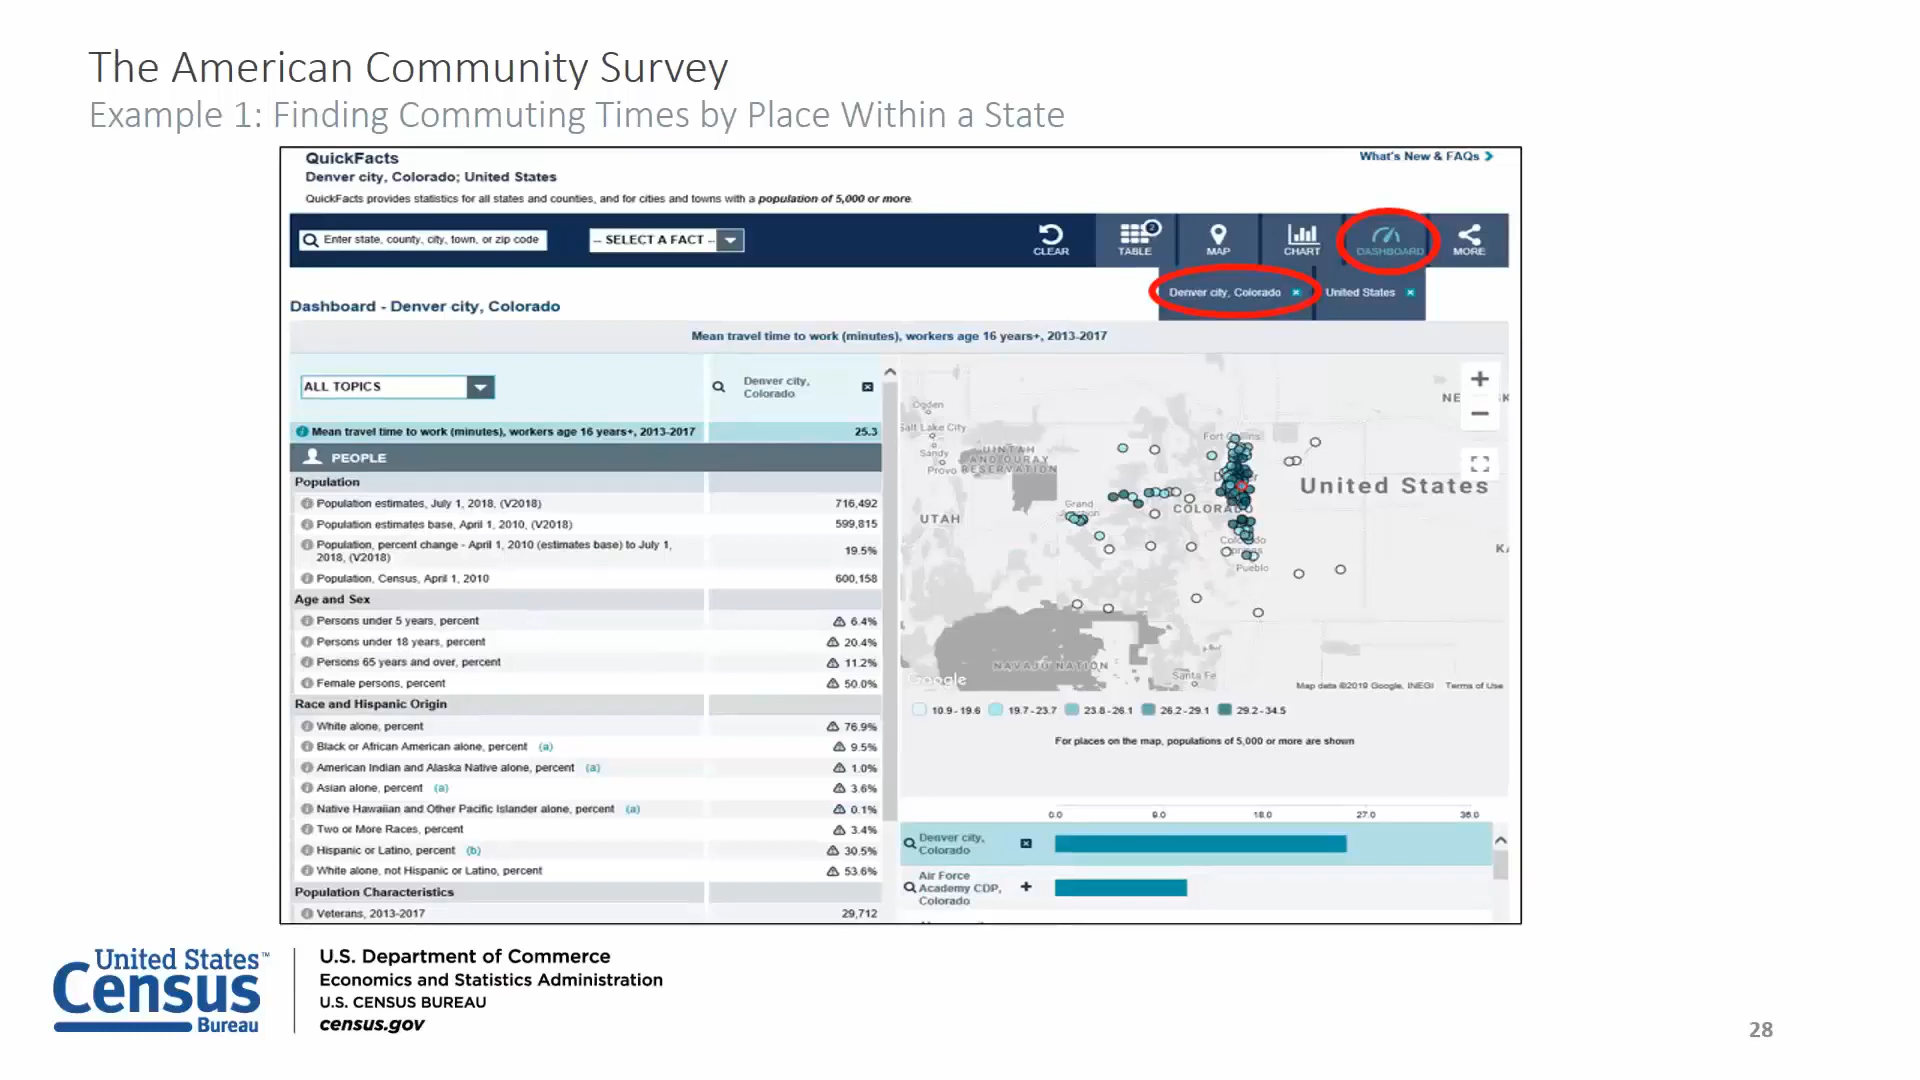 The American Community Survey
Example 1: Finding Commuting Times by Place Within a State
QuickFacts
What's New & FAQs
Denver city, Colorado; United States
QuickFacts provides statistics for all states and counties, and for cities and towns with a population of 5,000 or more.
Enter state, county, city, town, or zip code
-- SELECT A FACT --
CLEAR
2
TABLE
MAP
CHART
DASHBOARD
MORE
Denver city, Colorado
United States
Dashboard - Denver city, Colorado
Mean travel time to work (minutes), workers age 16 years+, 2013-2017
ALL TOPICS
Denver city,
Colorado
Mean travel time to work (minutes), workers age 16 years+, 2013-2017 25.3
PEOPLE
Population
Population estimates, July 1, 2018, (V2018) 716,492
Population estimates base, April 1, 2010, (V2018) 599,815
Population, percent change - April 1, 2010 (estimates base) to July 1,
2018, (V2018) 19.5%
Population, Census, April 1, 2010 600,158
Age and Sex
Persons under 5 years, percent 6.4%
Persons under 18 years, percent 20.4%
Persons 65 years and over, percent 11.2%
Female persons, percent 50.0%
Race and Hispanic Origin
White alone, percent 76.9%
Black or African American alone, percent (a) 9.5%
American Indian and Alaska Native alone, percent (a) 1.0%
Asian alone, percent (a) 3.6%
Native Hawaiian and Other Pacific Islander alone, percent (a) 0.1%
Two or More Races, percent 3.4%
Hispanic or Latino, percent (b) 30.5%
White alone, not Hispanic or Latino, percent 53.6%
Population Characteristics
Veterans, 2013-2017 29,712
Ogden
Salt Lake City
Sandy
Provo
UINTAH
AND OURAY
RESERVATION
UTAH
Grand
Fort Collins
COLORADO
Colorado
Springs
Pueblo
United States
NE
NAVAJO NATION
Santa Fe
Google
Map data ©2019 Google, INEGI
Terms of Use
10.9 - 19.6
19.7 - 23.7
23.8 - 26.1
26.2 - 29.1
29.2 - 34.5
For places on the map, populations of 5,000 or more are shown
0.0 9.0 18.0 27.0 36.0
Denver city,
Colorado
Air Force
Academy CDP,
Colorado
United States™
Census
Bureau
U.S. Department of Commerce
Economics and Statistics Administration
U.S. CENSUS BUREAU
census.gov
28